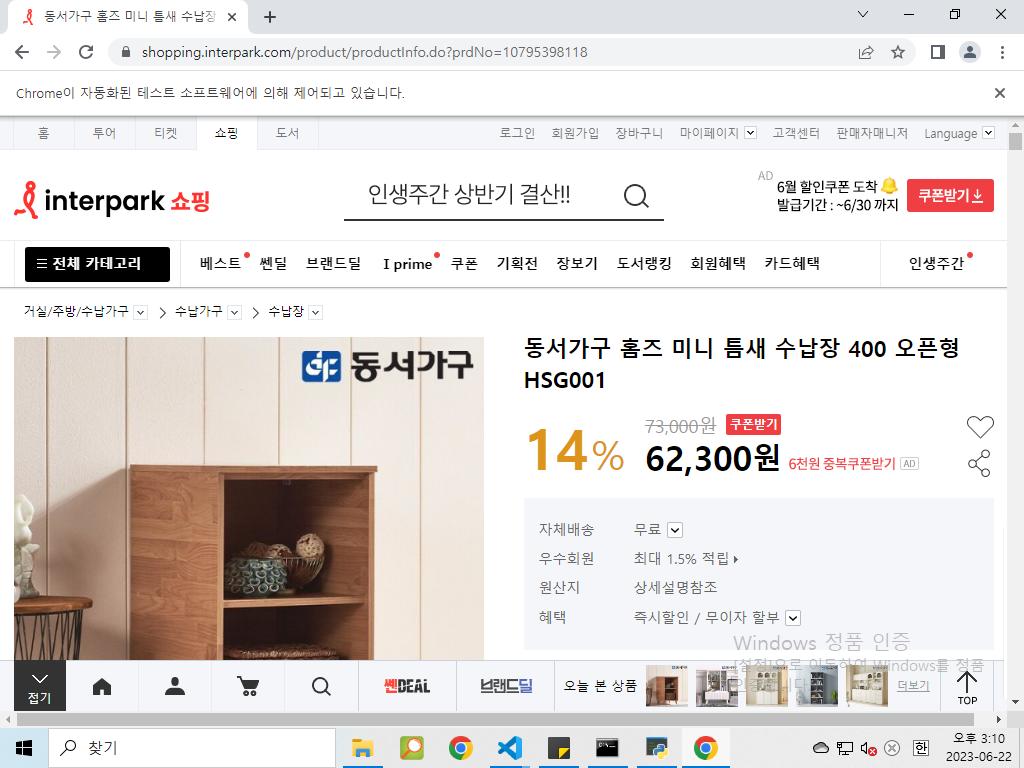 동서가구 홈즈 미니 틈새 수납장
shopping.interpark.com/product/productInfo.do?prdNo=10795398118
Chrome이 자동화된 테스트 소프트웨어에 의해 제어되고 있습니다.
홈 투어 티켓 쇼핑 도서 로그인 회원가입 장바구니 마이페이지 고객센터 판매자매니저 Language
AD
6월 할인쿠폰 도착
발급기간 : ~6/30 까지
쿠폰받기
interpark 쇼핑
인생주간 상반기 결산!!
전체 카테고리 베스트 쎈딜 브랜드딜 I prime 쿠폰 기획전 장보기 도서랭킹 회원혜택 카드혜택 인생주간
거실/주방/수납가구 수납가구 수납장
동서가구
동서가구 홈즈 미니 틈새 수납장 400 오픈형
HSG001
14%
73,000원 쿠폰받기
62,300원 6천원 중복쿠폰받기 AD
자체배송 무료
우수회원 최대 1.5% 적립
원산지 상세설명참조
혜택 즉시할인 / 무이자 할부
Windows 정품 인증
[설정]으로 이동하여 Windows를 정품
접기
쎈DEAL
브랜드딜
오늘 본 상품
더보기
TOP
찾기
한
오후 3:10
2023-06-22